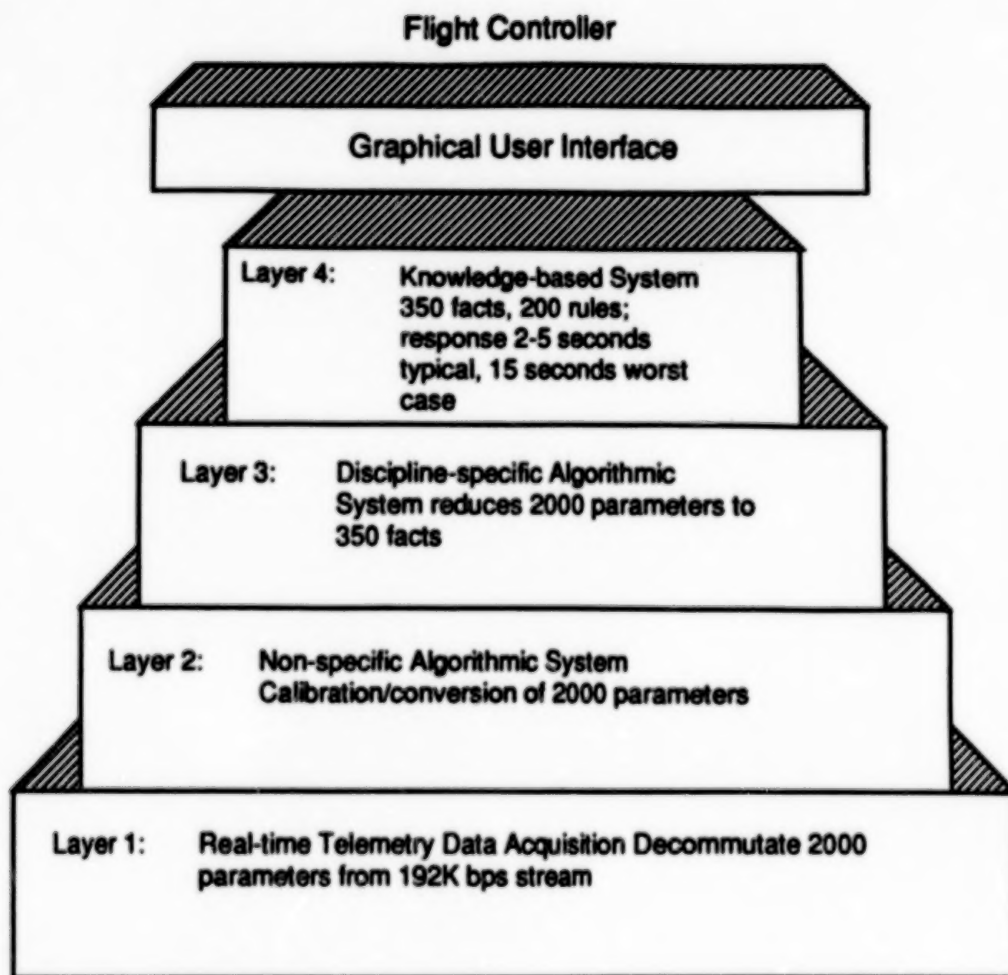 Flight Controller
Graphical User Interface
Layer 4: Knowledge-based System
350 facts, 200 rules;
response 2-5 seconds
typical, 15 seconds worst
case
Layer 3: Discipline-specific Algorithmic
System reduces 2000 parameters to
350 facts
Layer 2: Non-specific Algorithmic System
Calibration/conversion of 2000 parameters
Layer 1: Real-time Telemetry Data Acquisition Decommutate 2000
parameters from 192K bps stream